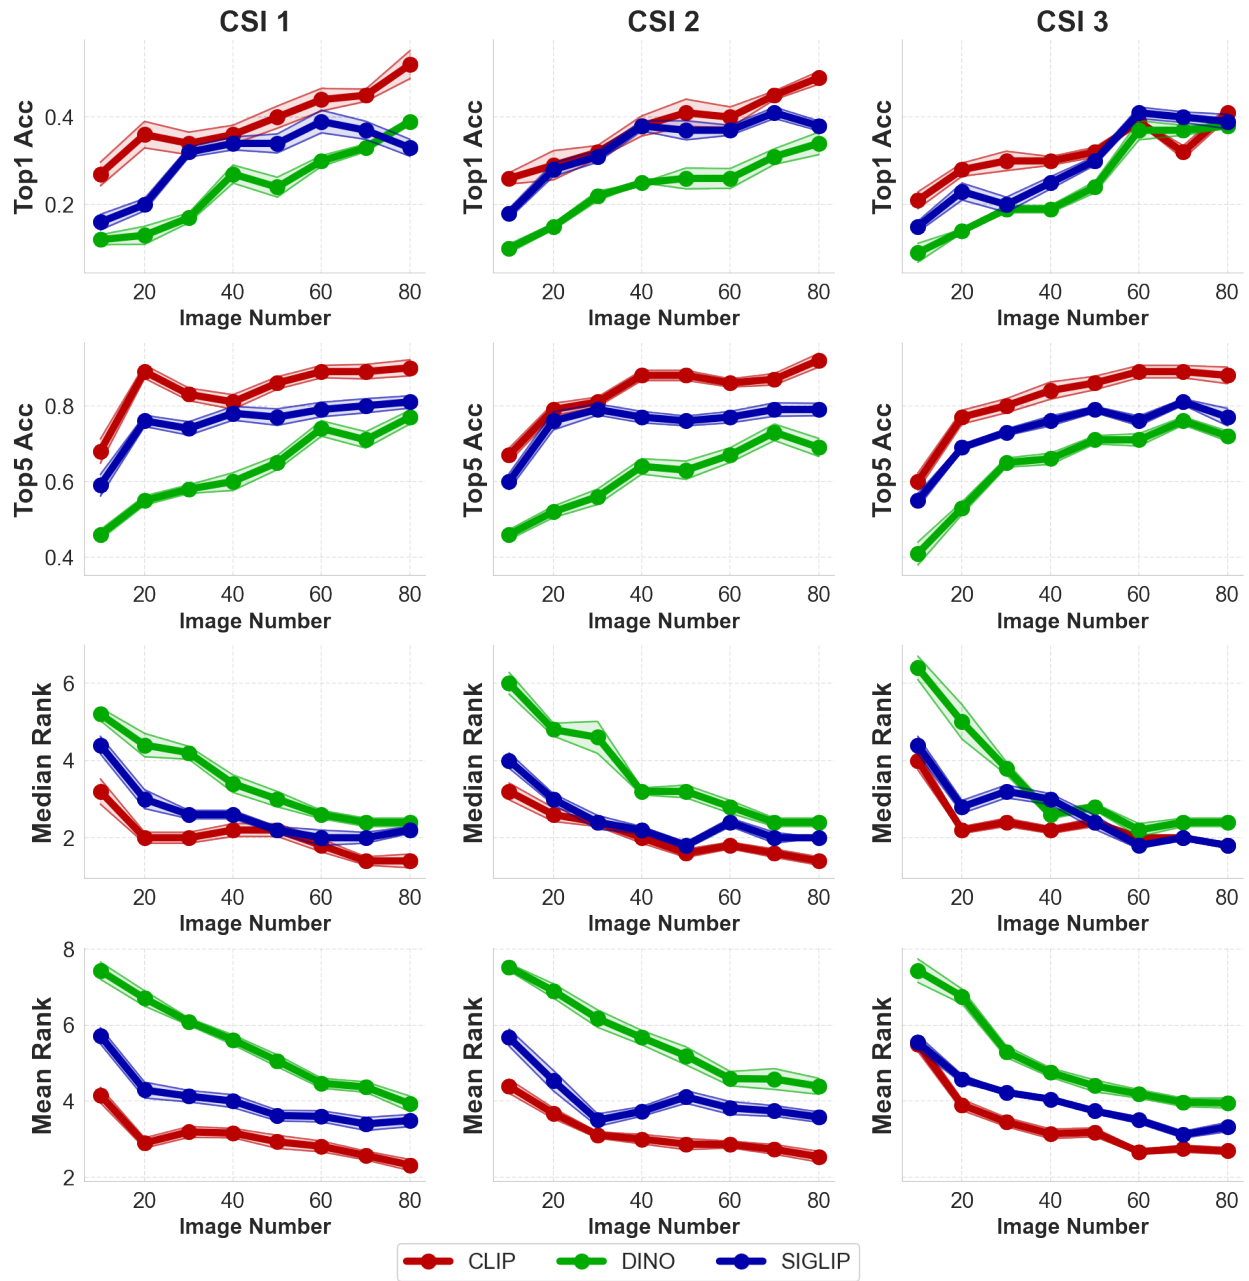 CSI 1 CSI 2 CSI 3
Top1 Acc Top1 Acc Top1 Acc
0.4
0.2
20 40 60 80 20 40 60 80 20 40 60 80
Image Number Image Number Image Number
Top5 Acc Top5 Acc Top5 Acc
0.8
0.6
0.4
20 40 60 80 20 40 60 80 20 40 60 80
Image Number Image Number Image Number
Median Rank Median Rank Median Rank
6
4
2
20 40 60 80 20 40 60 80 20 40 60 80
Image Number Image Number Image Number
Mean Rank Mean Rank Mean Rank
8
6
4
2
20 40 60 80 20 40 60 80 20 40 60 80
Image Number Image Number Image Number
CLIP DINO SIGLIP